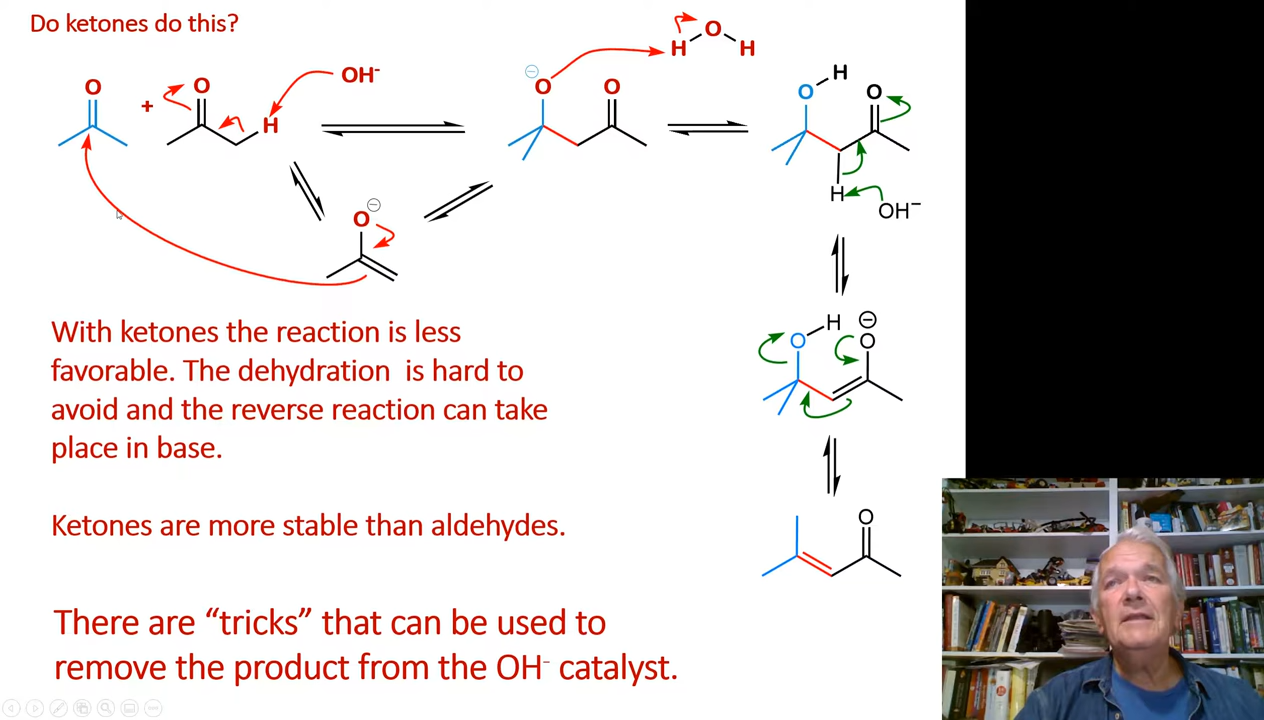 Do ketones do this?
O
+
O
H
OH⁻
O
O
H
O
H
O
H
O
H
OH⁻
O
O
H
O
O
With ketones the reaction is less
favorable. The dehydration is hard to
avoid and the reverse reaction can take
place in base.
Ketones are more stable than aldehydes.
There are “tricks” that can be used to
remove the product from the OH⁻ catalyst.